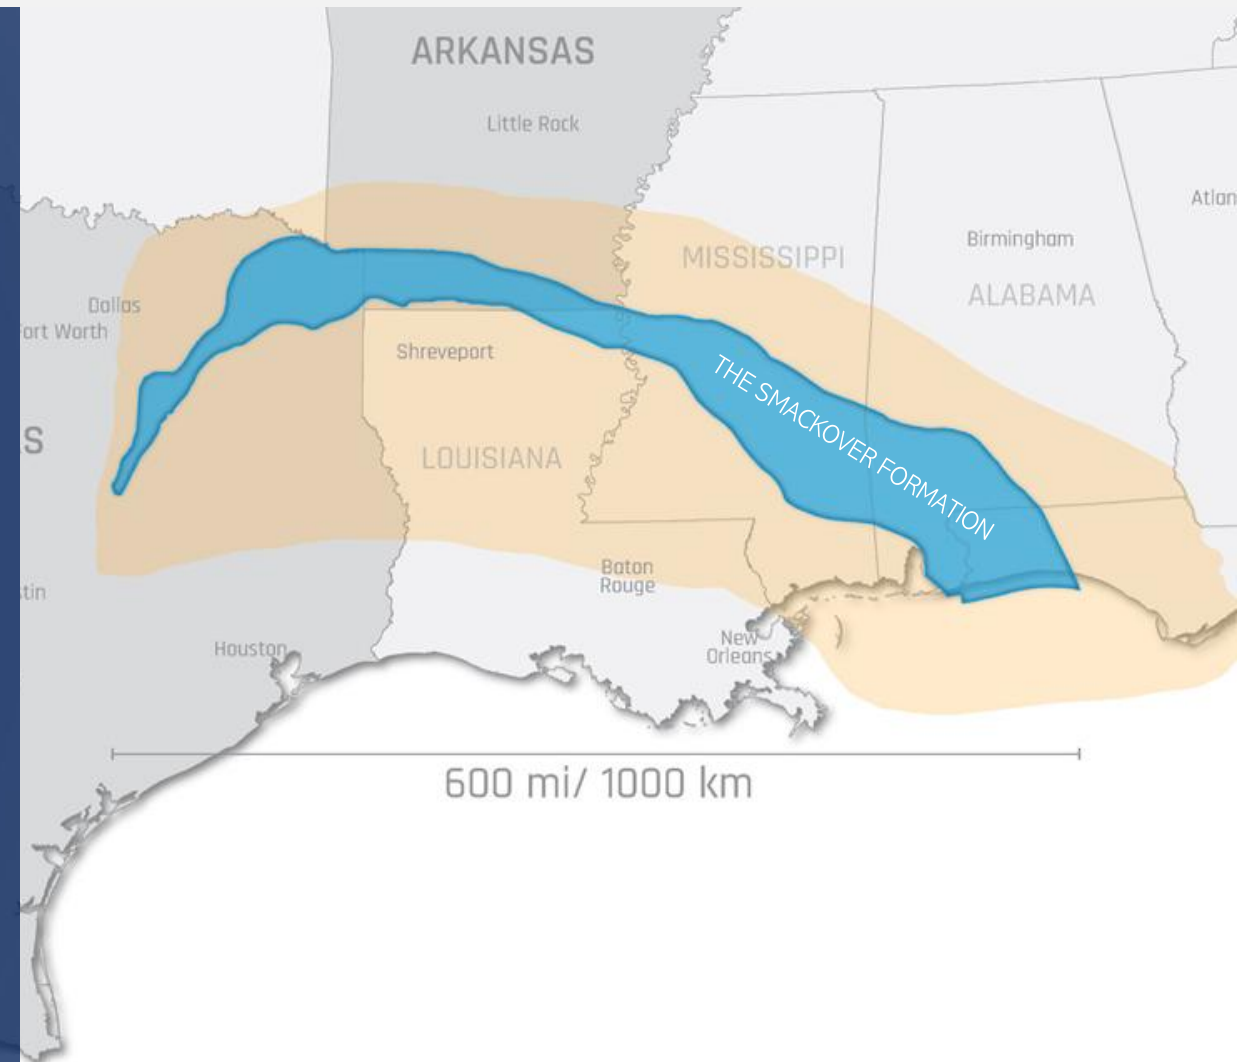 ARKANSAS
Little Rock
Atlan
Birmingham
MISSISSIPPI
ALABAMA
Dallas
ort Worth
Shreveport
THE SMACKOVER FORMATION
S
LOUISIANA
Baton
Rouge
tin
New
Orleans
Houston
600 mi/ 1000 km